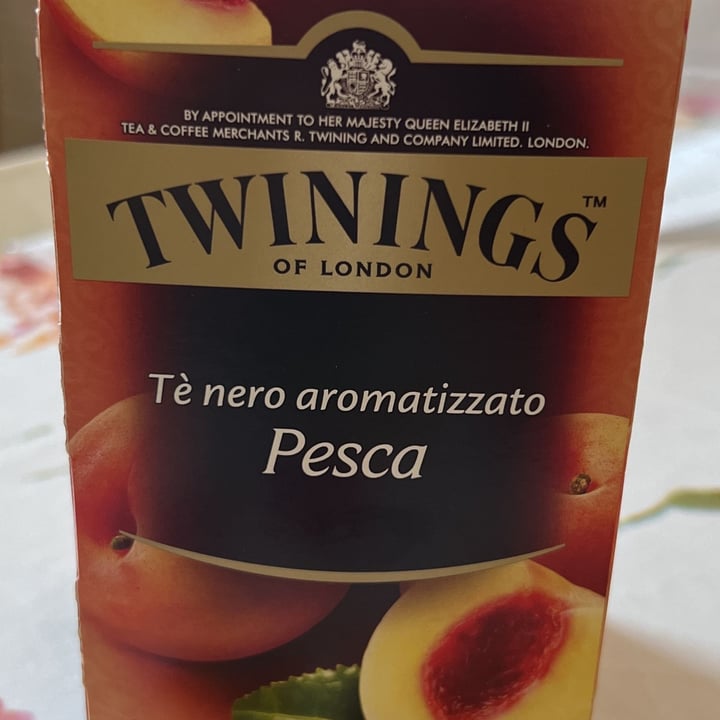 BY APPOINTMENT TO HER MAJESTY QUEEN ELIZABETH II
TEA & COFFEE MERCHANTS R. TWINING AND COMPANY LIMITED. LONDON.
TWININGS™
OF LONDON
Tè nero aromatizzato
Pesca